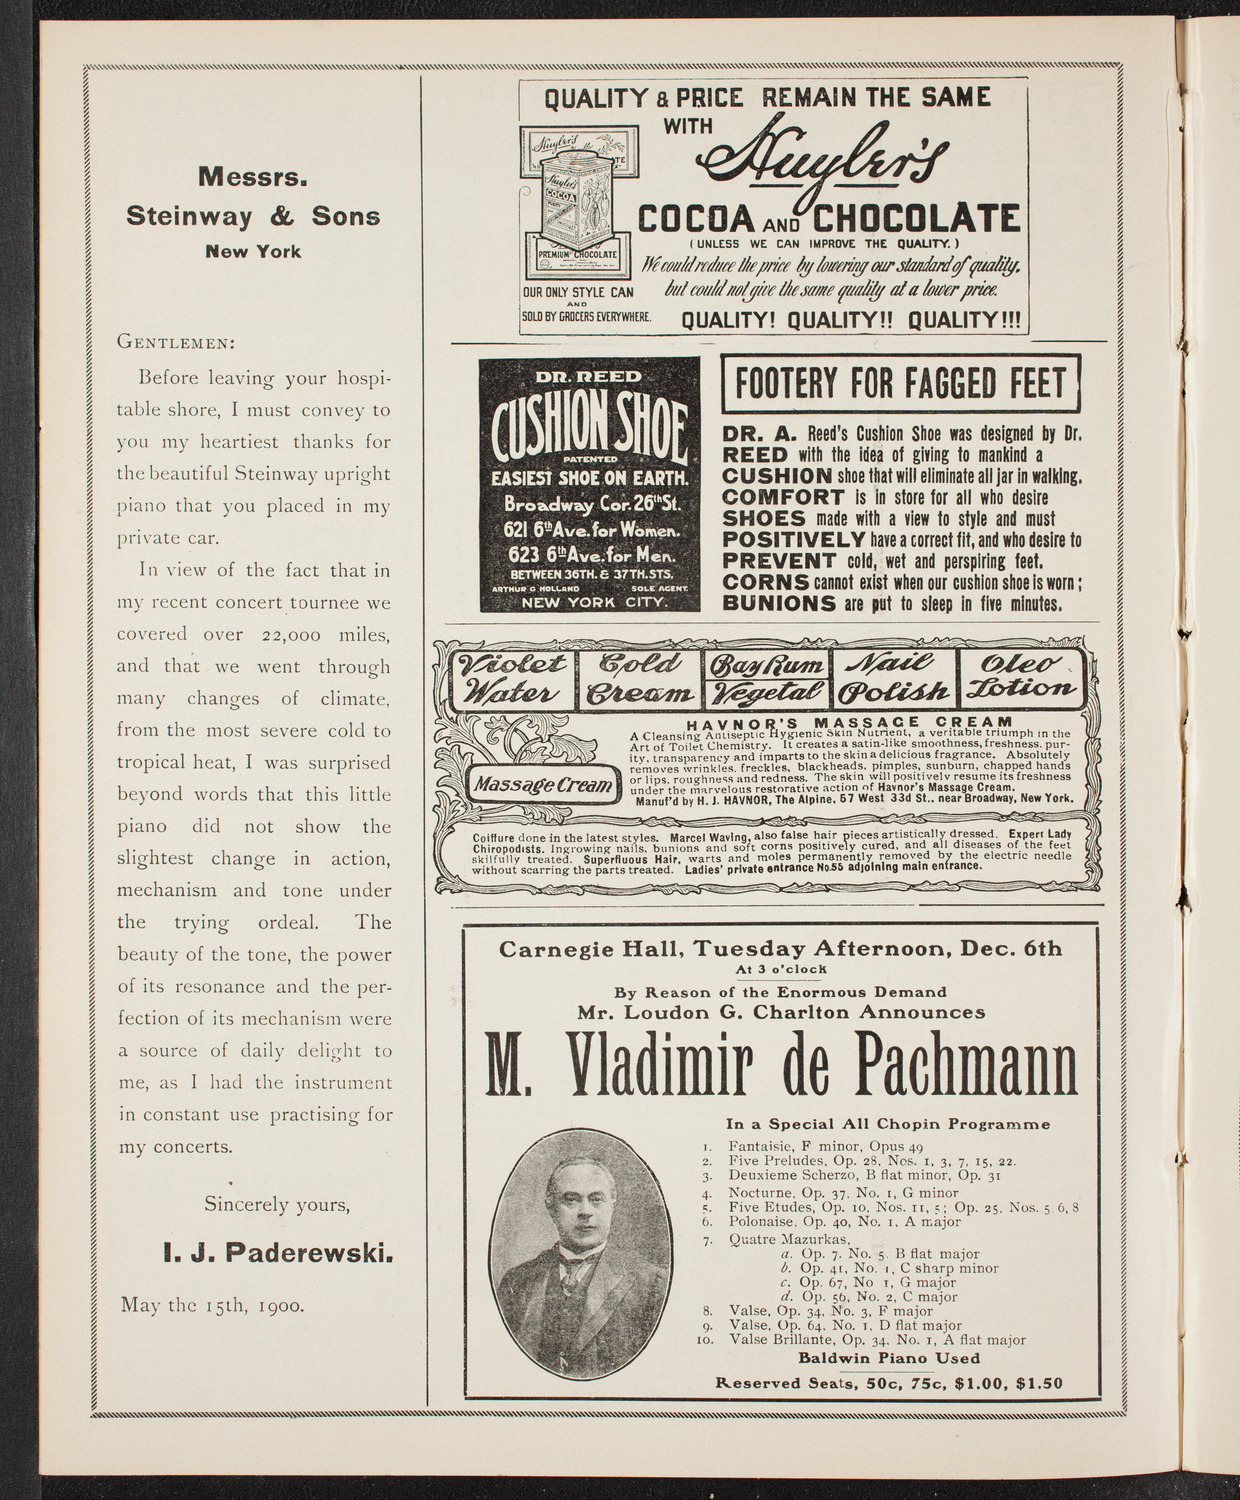 Messrs.
Steinway & Sons
New York
GENTLEMEN:
Before leaving your hospi-
table shore, I must convey to
you my heartiest thanks for
the beautiful Steinway upright
piano that you placed in my
private car.
In view of the fact that in
my recent concert tournee we
covered over 22,000 miles,
and that we went through
many changes of climate,
from the most severe cold to
tropical heat, I was surprised
beyond words that this little
piano did not show the
slightest change in action,
mechanism and tone under
the trying ordeal. The
beauty of the tone, the power
of its resonance and the per-
fection of its mechanism were
a source of daily delight to
me, as I had the instrument
in constant use practising for
my concerts.
Sincerely yours,
I. J. Paderewski.
May the 15th, 1900.
QUALITY & PRICE REMAIN THE SAME
WITH Huyler's
COCOA AND CHOCOLATE
(UNLESS WE CAN IMPROVE THE QUALITY.)
We could reduce the price by lowering our standard of quality,
but could not give the same quality at a lower price.
QUALITY! QUALITY!! QUALITY!!!
Huyler's
Huyler's
COCOA
PREMIUM CHOCOLATE
OUR ONLY STYLE CAN
AND
SOLD BY GROCERS EVERYWHERE.
DR. REED
CUSHION SHOE
PATENTED
EASIEST SHOE ON EARTH.
Broadway Cor. 26th St.
621 6th Ave. for Women.
623 6th Ave. for Men.
BETWEEN 36TH. & 37TH. STS.
ARTHUR G HOLLAND SOLE AGENT.
NEW YORK CITY.
FOOTERY FOR FAGGED FEET
DR. A. Reed's Cushion Shoe was designed by Dr.
REED with the idea of giving to mankind a
CUSHION shoe that will eliminate all jar in walking.
COMFORT is in store for all who desire
SHOES made with a view to style and must
POSITIVELY have a correct fit, and who desire to
PREVENT cold, wet and perspiring feet.
CORNS cannot exist when our cushion shoe is worn;
BUNIONS are put to sleep in five minutes.
Violet Water
Cold Cream
Bay Rum
Vegetal
Nail Polish
Oleo Lotion
Massage Cream
HAVNOR'S MASSAGE CREAM
A Cleansing Antiseptic Hygienic Skin Nutrient, a veritable triumph in the
Art of Toilet Chemistry. It creates a satin-like smoothness, freshness, pur-
ity, transparency and imparts to the skin a delicious fragrance. Absolutely
removes wrinkles, freckles, blackheads, pimples, sunburn, chapped hands
or lips, roughness and redness. The skin will positively resume its freshness
under the marvelous restorative action of Havnor's Massage Cream.
Manuf'd by H. J. HAVNOR, The Alpine, 57 West 33d St., near Broadway, New York.
Coiffure done in the latest styles. Marcel Waving, also false hair pieces artistically dressed. Expert Lady
Chiropodists. Ingrowing nails, bunions and soft corns positively cured, and all diseases of the feet
skilfully treated. Superfluous Hair, warts and moles permanently removed by the electric needle
without scarring the parts treated. Ladies' private entrance No. 55 adjoining main entrance.
Carnegie Hall, Tuesday Afternoon, Dec. 6th
At 3 o'clock
By Reason of the Enormous Demand
Mr. Loudon G. Charlton Announces
M. Vladimir de Pachmann
In a Special All Chopin Programme
1. Fantaisie, F minor, Opus 49
2. Five Preludes, Op. 28, Nos. 1, 3, 7, 15, 22.
3. Deuxieme Scherzo, B flat minor, Op. 31
4. Nocturne, Op. 37, No. 1, G minor
5. Five Etudes, Op. 10, Nos. 11, 5; Op. 25, Nos. 5 6, 8
6. Polonaise, Op. 40, No. 1, A major
7. Quatre Mazurkas,
a. Op. 7, No. 5, B flat major
b. Op. 41, No. 1, C sharp minor
c. Op. 67, No 1, G major
d. Op. 56, No. 2, C major
8. Valse, Op. 34, No. 3, F major
9. Valse, Op. 64, No. 1, D flat major
10. Valse Brillante, Op. 34, No. 1, A flat major
Baldwin Piano Used
Reserved Seats, 50c, 75c, $1.00, $1.50